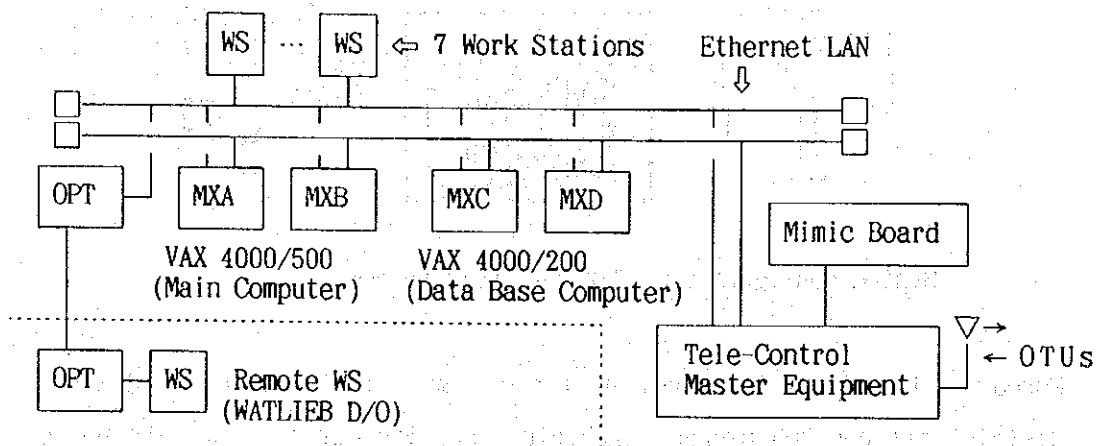 WS … WS ⇦ 7 Work Stations
Ethernet LAN
OPT
MXA
MXB
MXC
MXD
Mimic Board
VAX 4000/500
(Main Computer)
VAX 4000/200
(Data Base Computer)
Tele-Control
Master Equipment
→
← OTUs
OPT
WS
Remote WS
(WATLIEB D/O)